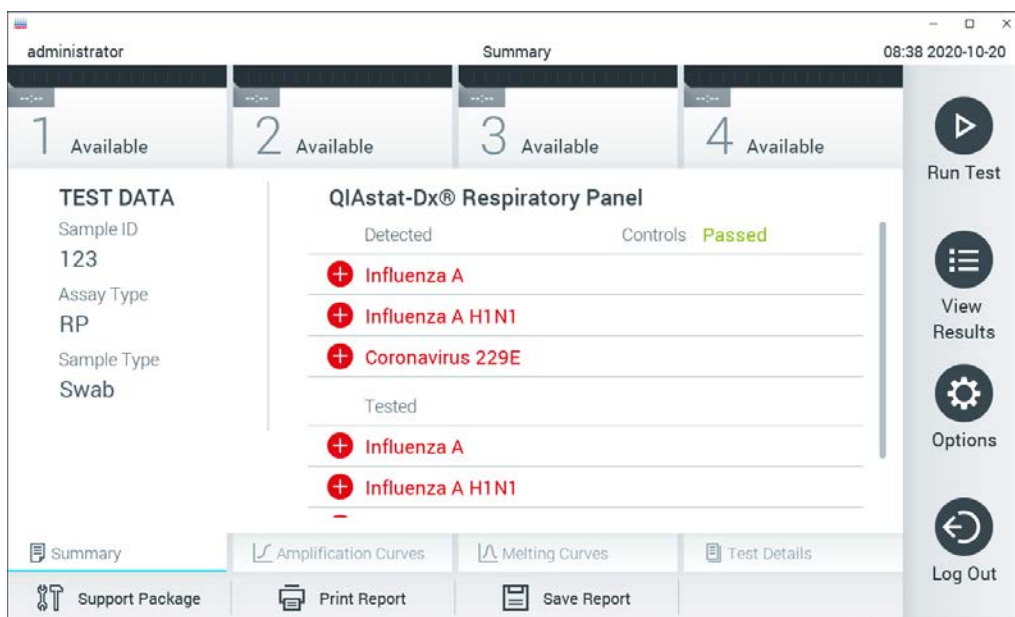 administrator Summary 08:38 2020-10-20
--:-- --:-- --:-- --:--
1 Available 2 Available 3 Available 4 Available
Run Test
TEST DATA
Sample ID
123
Assay Type
RP
Sample Type
Swab
QIAstat-Dx® Respiratory Panel
Detected Controls Passed
Influenza A
Influenza A H1N1
Coronavirus 229E
Tested
Influenza A
Influenza A H1N1
View
Results
Options
Log Out
Summary Amplification Curves Melting Curves Test Details
Support Package Print Report Save Report